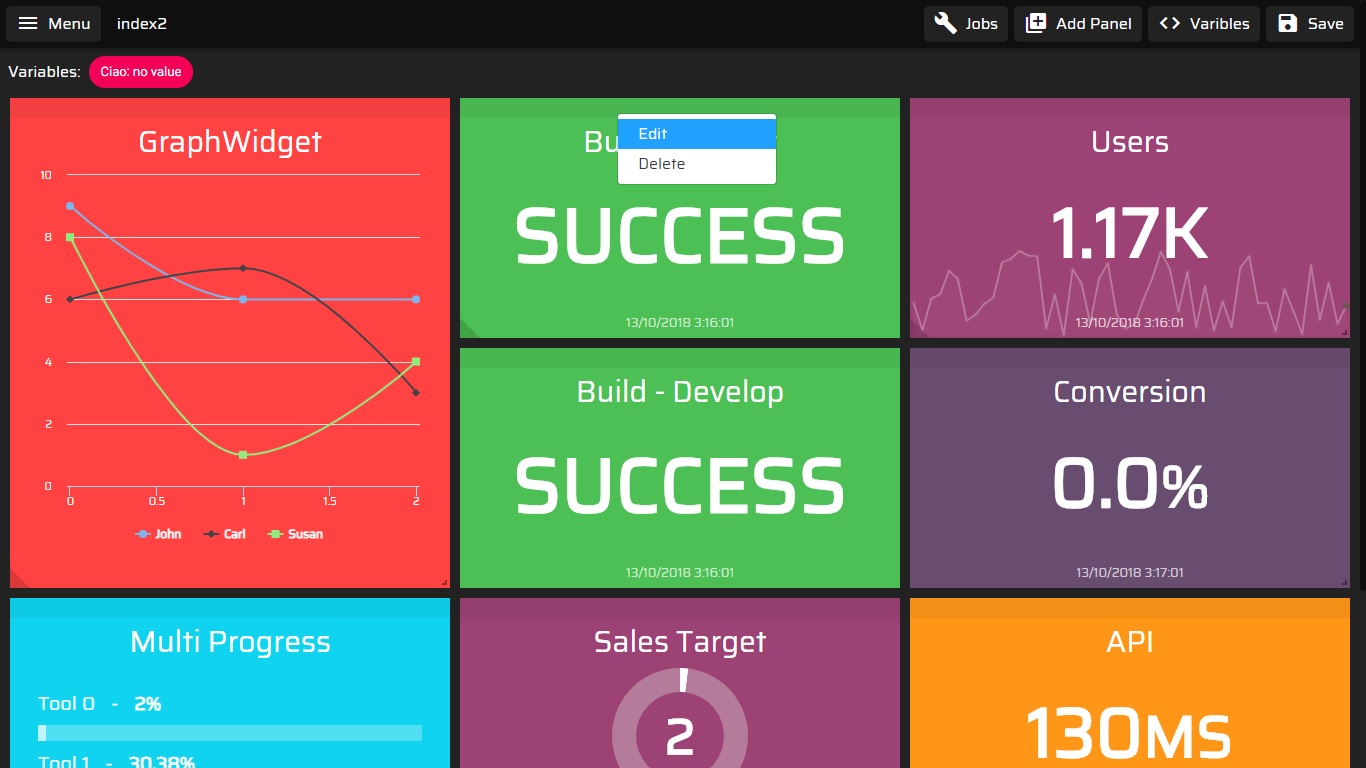 Menu
index2
Jobs
Add Panel
Varibles
Save
Variables:
Ciao: no value
GraphWidget
10
8
6
4
2
0
0
0.5
1
1.5
2
John
Carl
Susan
Bu
Edit
Delete
SUCCESS
13/10/2018 3:16:01
Users
1.17K
13/10/2018 3:16:01
Build - Develop
SUCCESS
13/10/2018 3:16:01
Conversion
0.0%
13/10/2018 3:17:01
Multi Progress
Tool 0 - 2%
Tool 1 - 30.38%
Sales Target
2
API
130MS